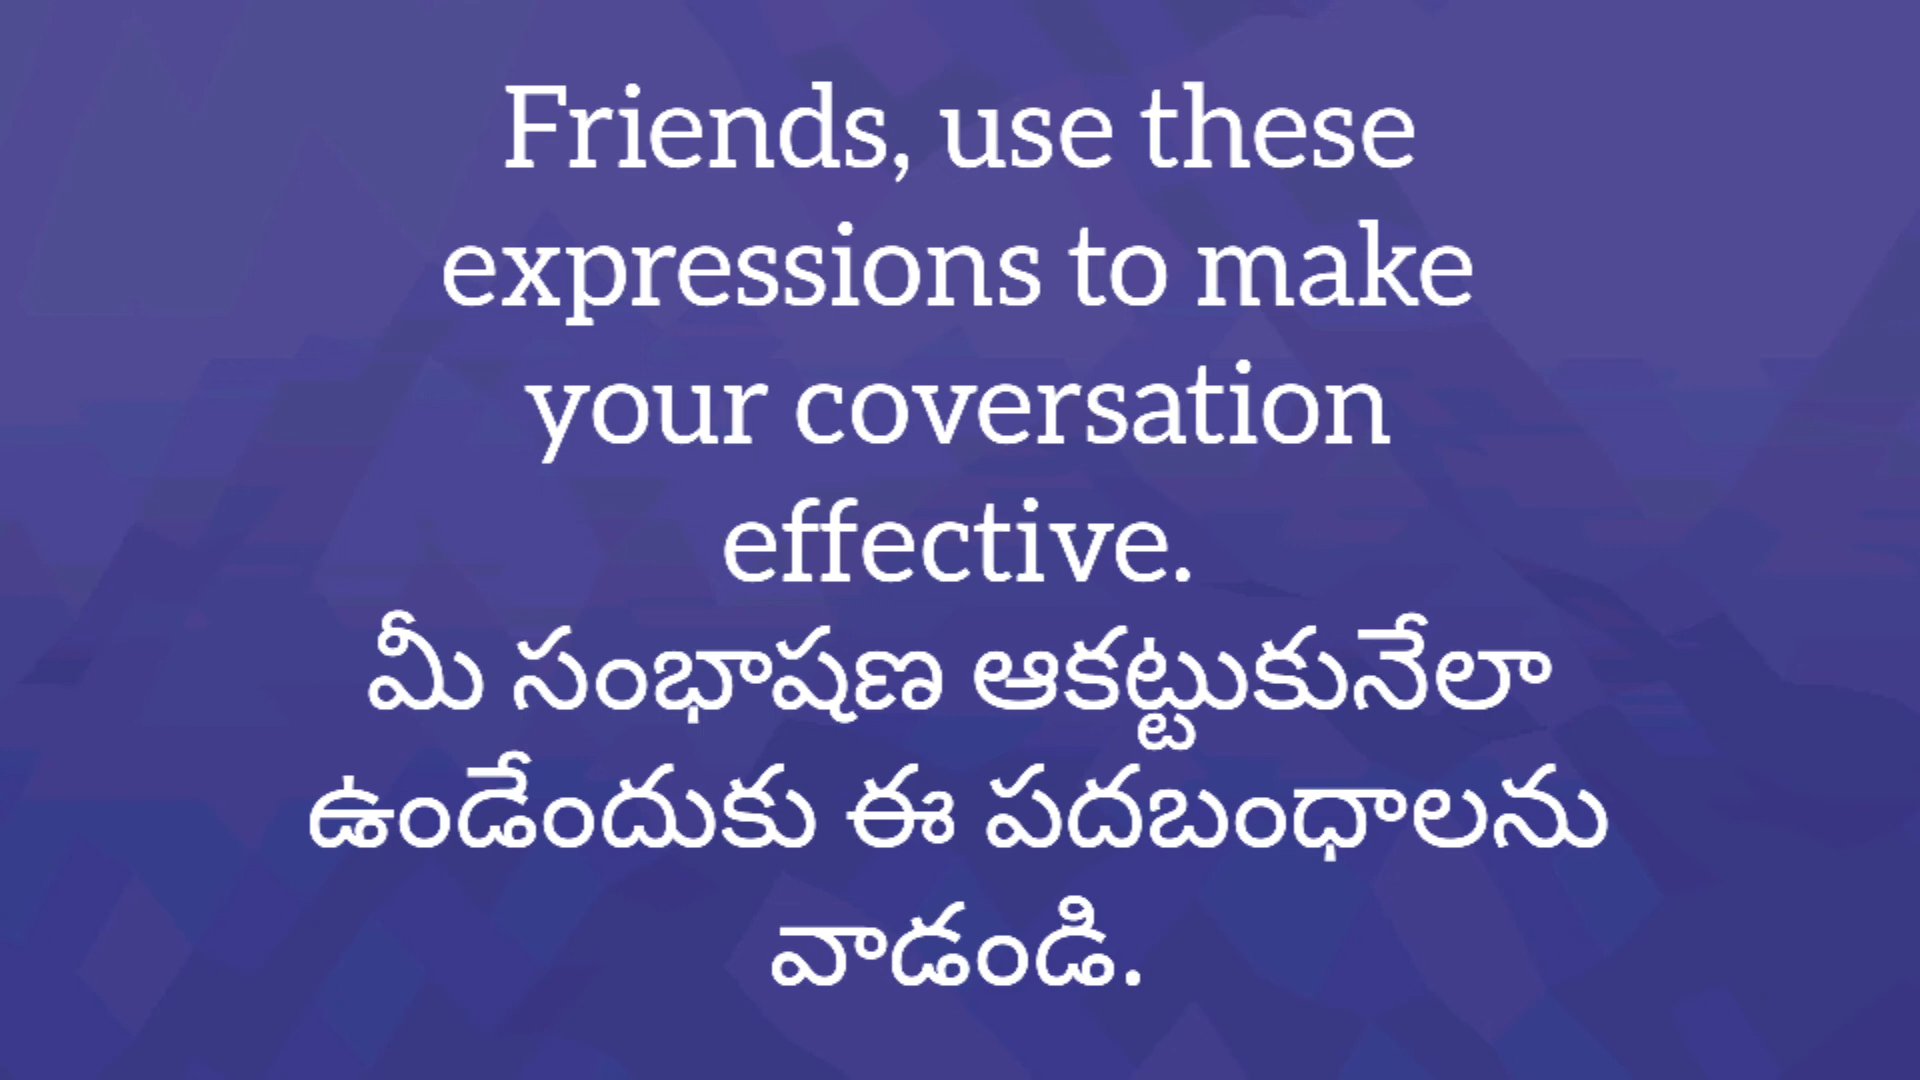 Friends, use these
expressions to make
your coversation
effective.
మీ సంభాషణ ఆకట్టుకునేలా
ఉండేందుకు ఈ పదబంధాలను
వాడండి.